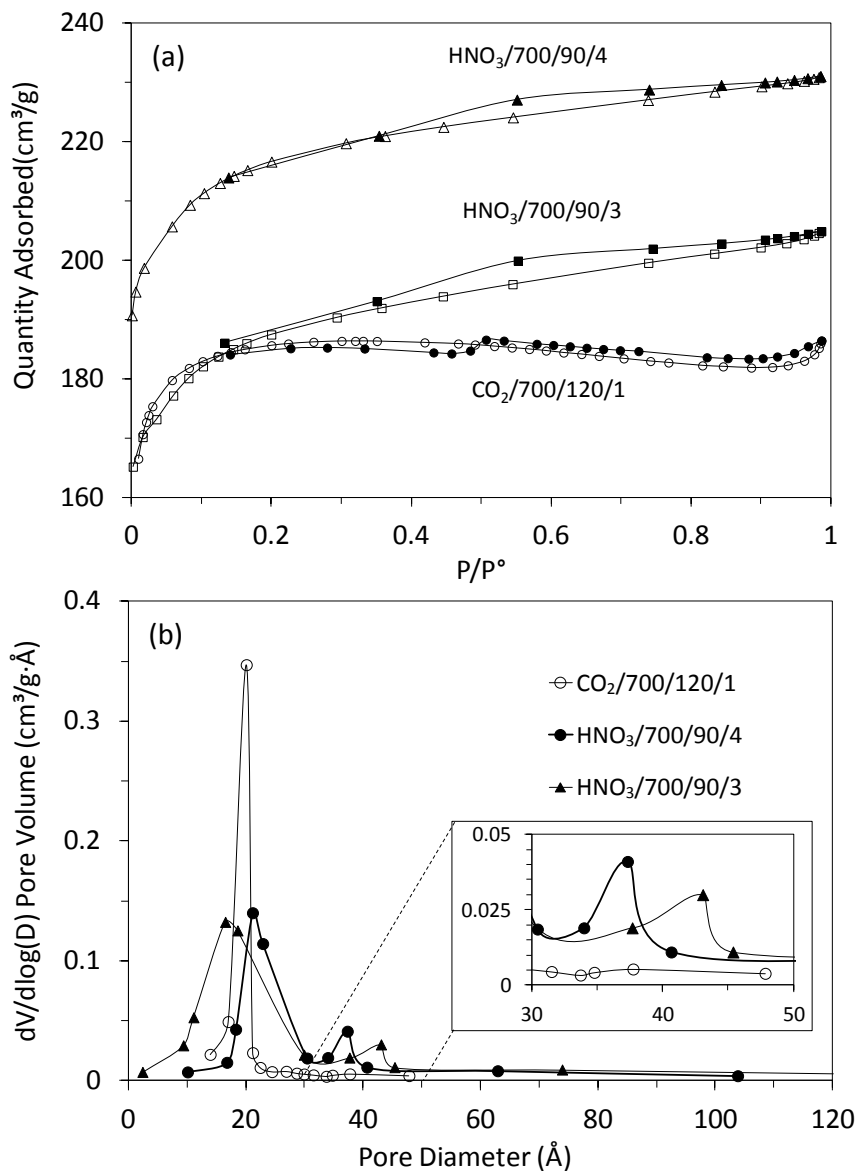 (a)
HNO₃/700/90/4
HNO₃/700/90/3
CO₂/700/120/1
Quantity Adsorbed(cm³/g)
240
220
200
180
160
0
0.2
0.4
0.6
0.8
1
P/P°
(b)
CO₂/700/120/1
HNO₃/700/90/4
HNO₃/700/90/3
dV/dlog(D) Pore Volume (cm³/g·Å)
0.4
0.3
0.2
0.1
0
0.05
0.025
0
30
40
50
0
20
40
60
80
100
120
Pore Diameter (Å)